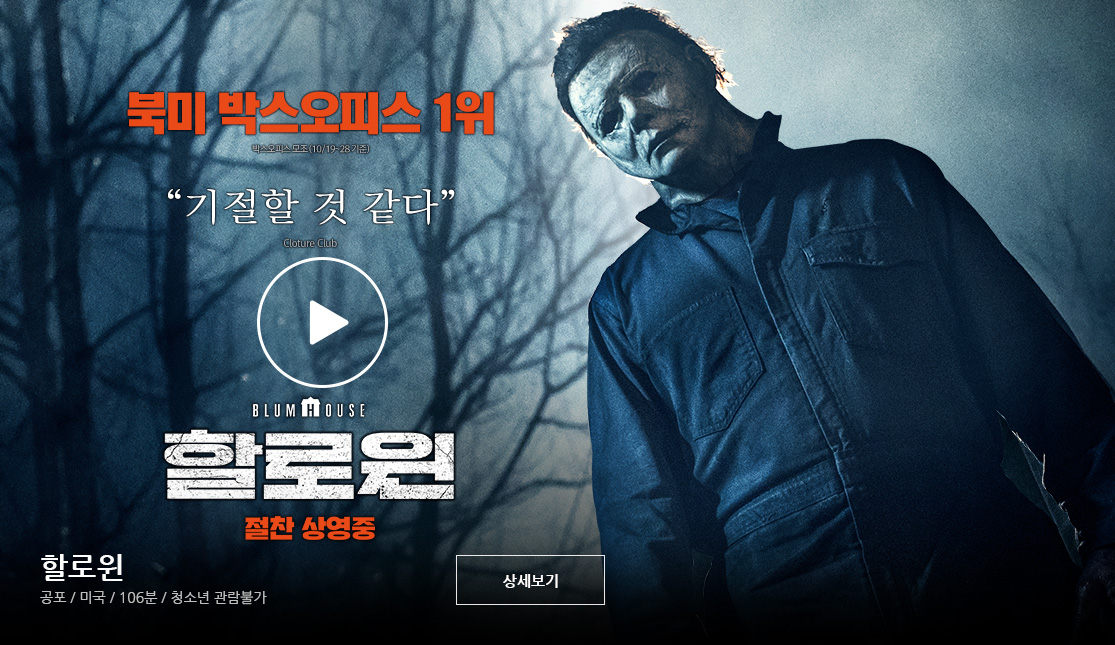 북미 박스오피스 1위
박스오피스 모조 (10/19~28 기준)
“기절할 것 같다”
Cloture Club
BLUMHOUSE
할로윈
절찬 상영중
할로윈
공포 / 미국 / 106분 / 청소년 관람불가
상세보기